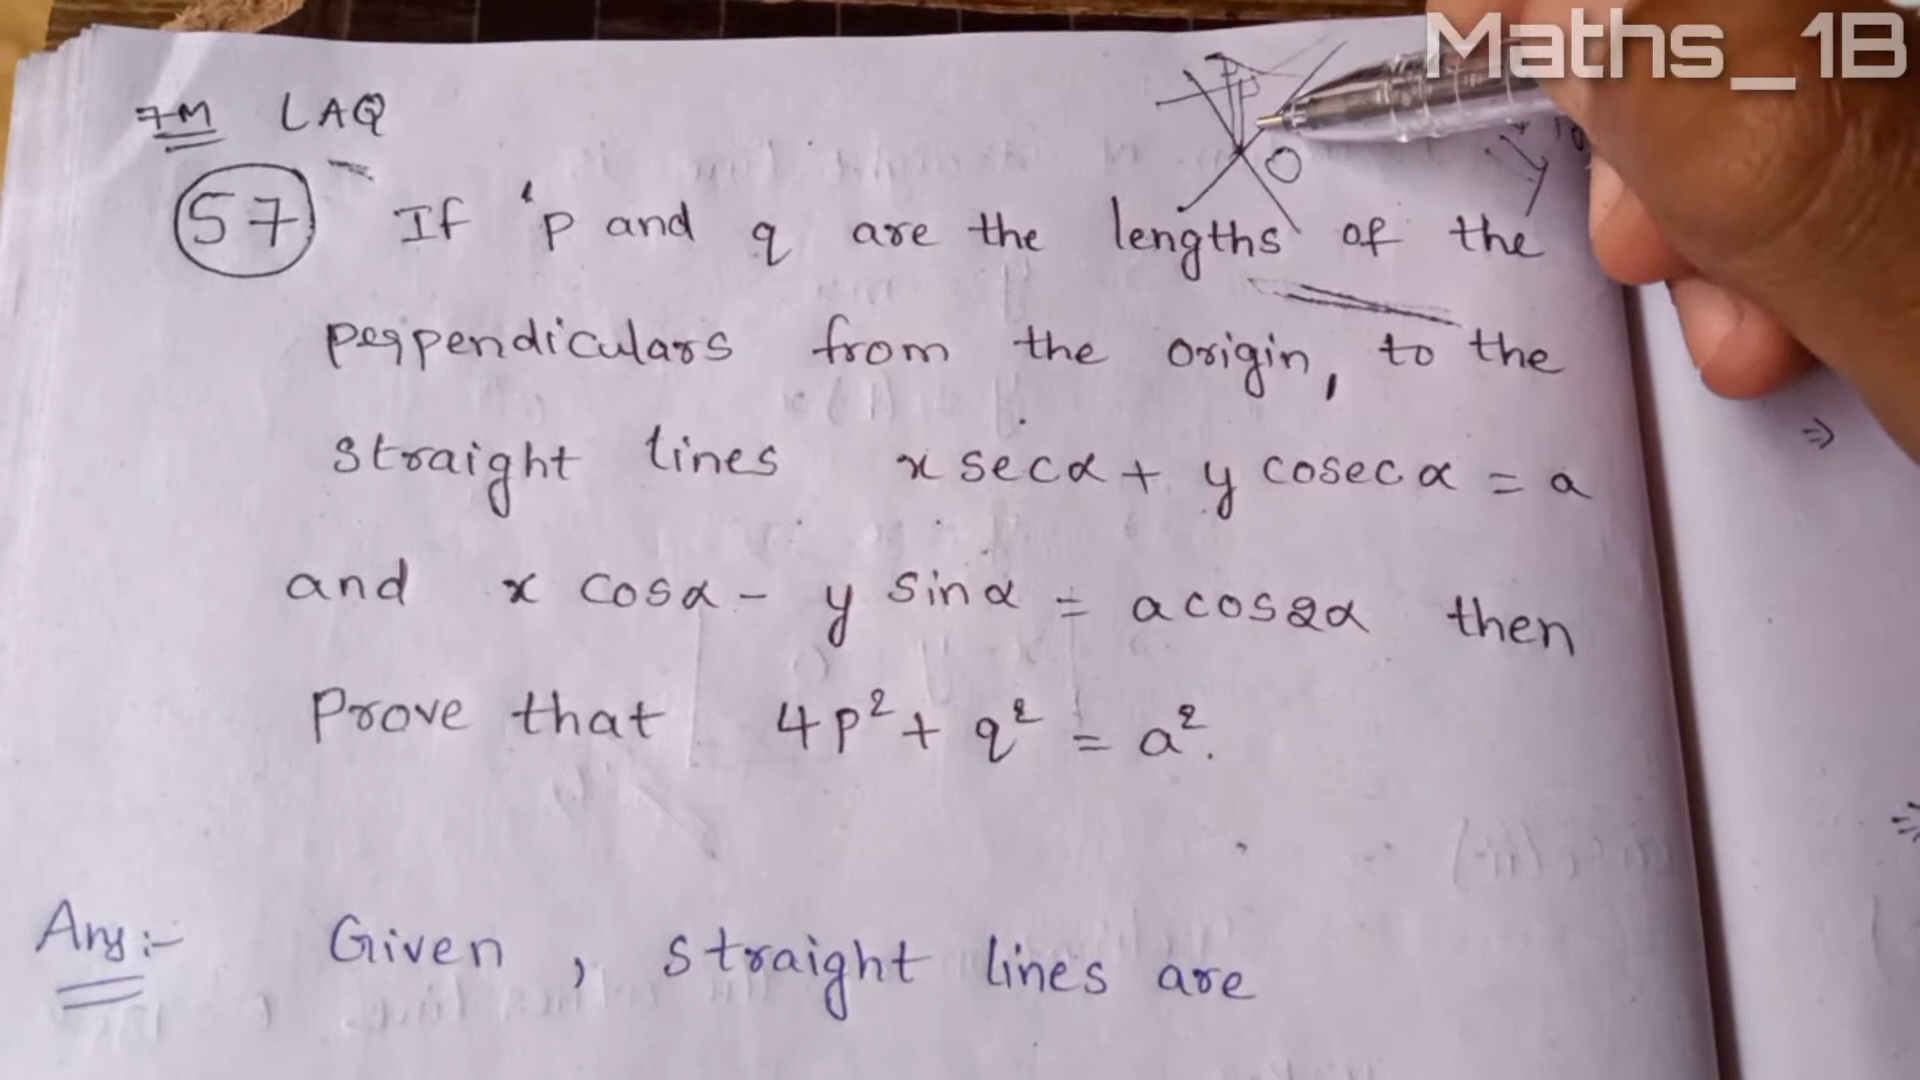 Maths_1B
7M LAQ
O
57 If 'p and q are the lengths of the
perpendiculars from the origin, to the
straight lines x secα + y cosec α = a
and x cosα - y sinα = a cos2α then
Prove that 4p² + q² = a².
Ans:- Given, straight lines are